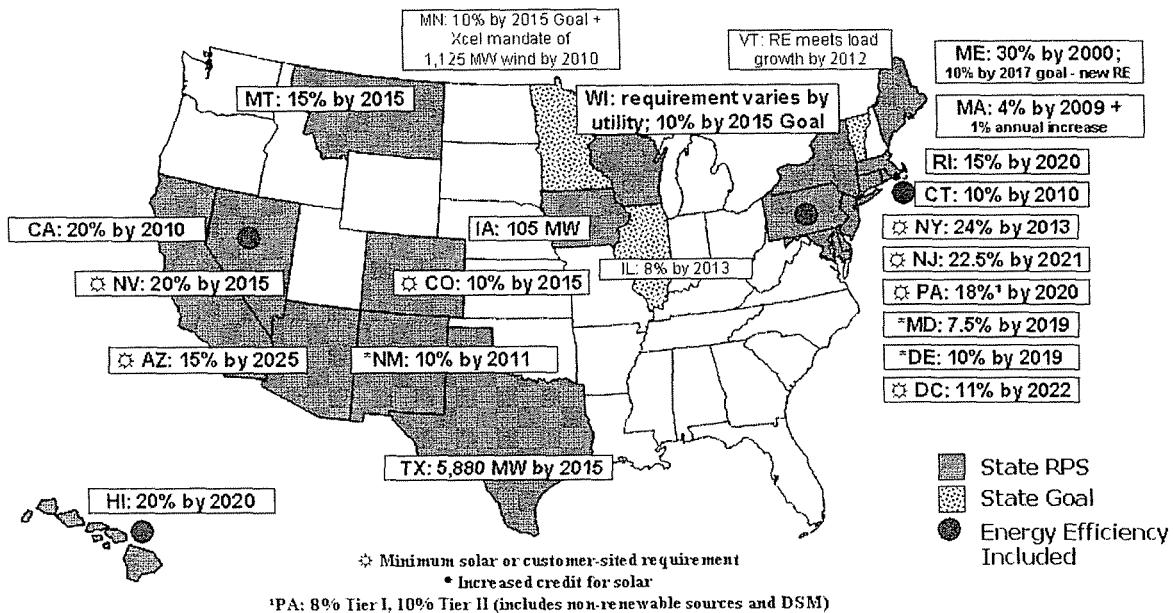 MN: 10% by 2015 Goal +
Xcel mandate of
1,125 MW wind by 2010
VT: RE meets load
growth by 2012
ME: 30% by 2000;
10% by 2017 goal - new RE
MT: 15% by 2015
WI: requirement varies by
utility; 10% by 2015 Goal
MA: 4% by 2009 +
1% annual increase
RI: 15% by 2020
CT: 10% by 2010
CA: 20% by 2010
IA: 105 MW
☼ NY: 24% by 2013
IL: 8% by 2013
☼ NJ: 22.5% by 2021
☼ NV: 20% by 2015
☼ CO: 10% by 2015
☼ PA: 18%¹ by 2020
*MD: 7.5% by 2019
☼ AZ: 15% by 2025
*NM: 10% by 2011
*DE: 10% by 2019
☼ DC: 11% by 2022
TX: 5,880 MW by 2015
State RPS
HI: 20% by 2020
State Goal
Energy Efficiency
Included
☼ Minimum solar or customer-sited requirement
* Increased credit for solar
¹PA: 8% Tier I, 10% Tier II (includes non-renewable sources and DSM)